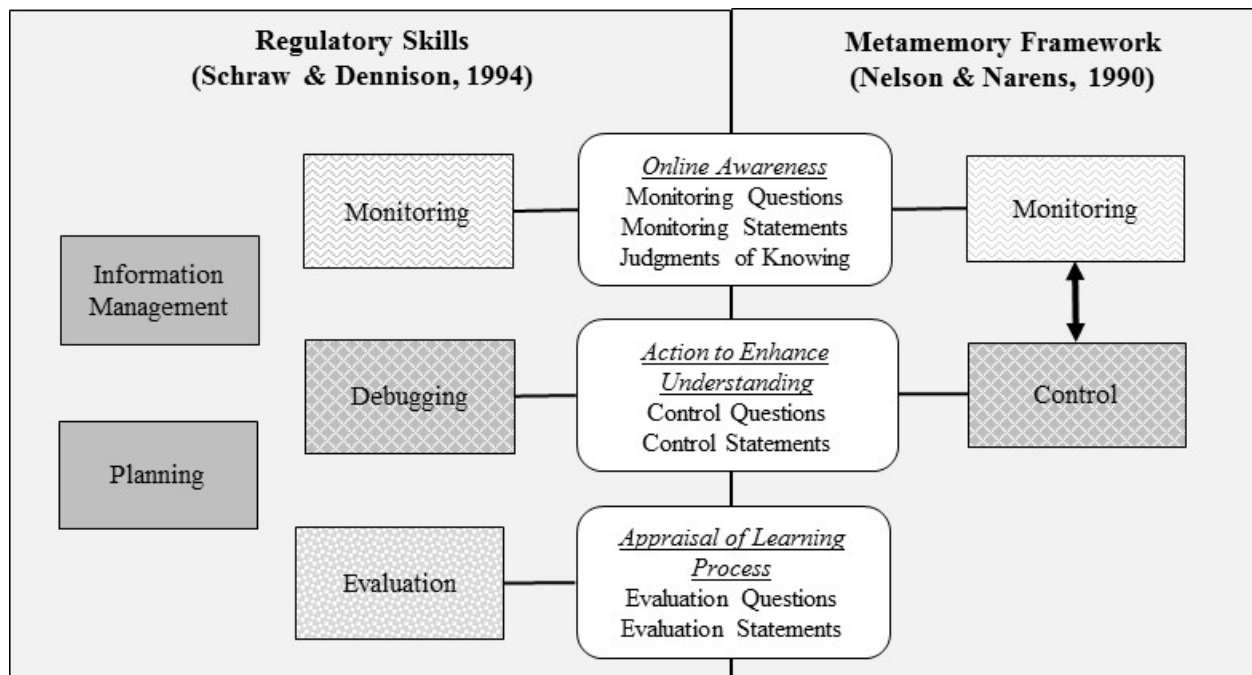 Regulatory Skills
(Schraw & Dennison, 1994)
Metamemory Framework
(Nelson & Narens, 1990)
Information
Management
Planning
Monitoring
Debugging
Evaluation
Online Awareness
Monitoring Questions
Monitoring Statements
Judgments of Knowing
Action to Enhance
Understanding
Control Questions
Control Statements
Appraisal of Learning
Process
Evaluation Questions
Evaluation Statements
Monitoring
Control